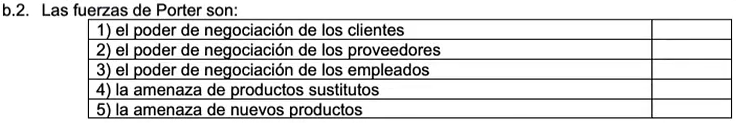 b.2. Las fuerzas de Porter son:
1) el poder de negociación de los clientes
2) el poder de negociación de los proveedores
3) el poder de negociación de los empleados
4) la amenaza de productos sustitutos
5) la amenaza de nuevos productos